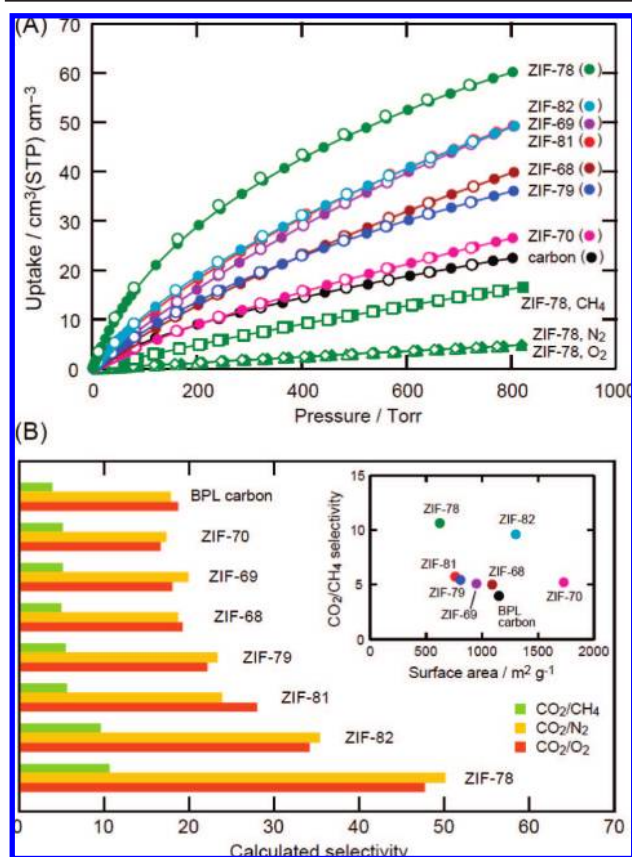 (A)
70
60
50
40
30
20
10
0
Uptake / cm³(STP) cm⁻³
ZIF-78 ( )
ZIF-82 ( )
ZIF-69 ( )
ZIF-81 ( )
ZIF-68 ( )
ZIF-79 ( )
ZIF-70 ( )
carbon ( )
ZIF-78, CH₄
ZIF-78, N₂
ZIF-78, O₂
0 200 400 600 800 1000
Pressure / Torr
(B)
BPL carbon
ZIF-70
ZIF-69
ZIF-68
ZIF-79
ZIF-81
ZIF-82
ZIF-78
15
10
5
0
CO₂/CH₄ selectivity
ZIF-78
ZIF-82
ZIF-81
ZIF-79
ZIF-69
ZIF-68
BPL
carbon
ZIF-70
0 500 1000 1500 2000
Surface area / m² g⁻¹
CO₂/CH₄
CO₂/N₂
CO₂/O₂
0 10 20 30 40 50 60 70
Calculated selectivity